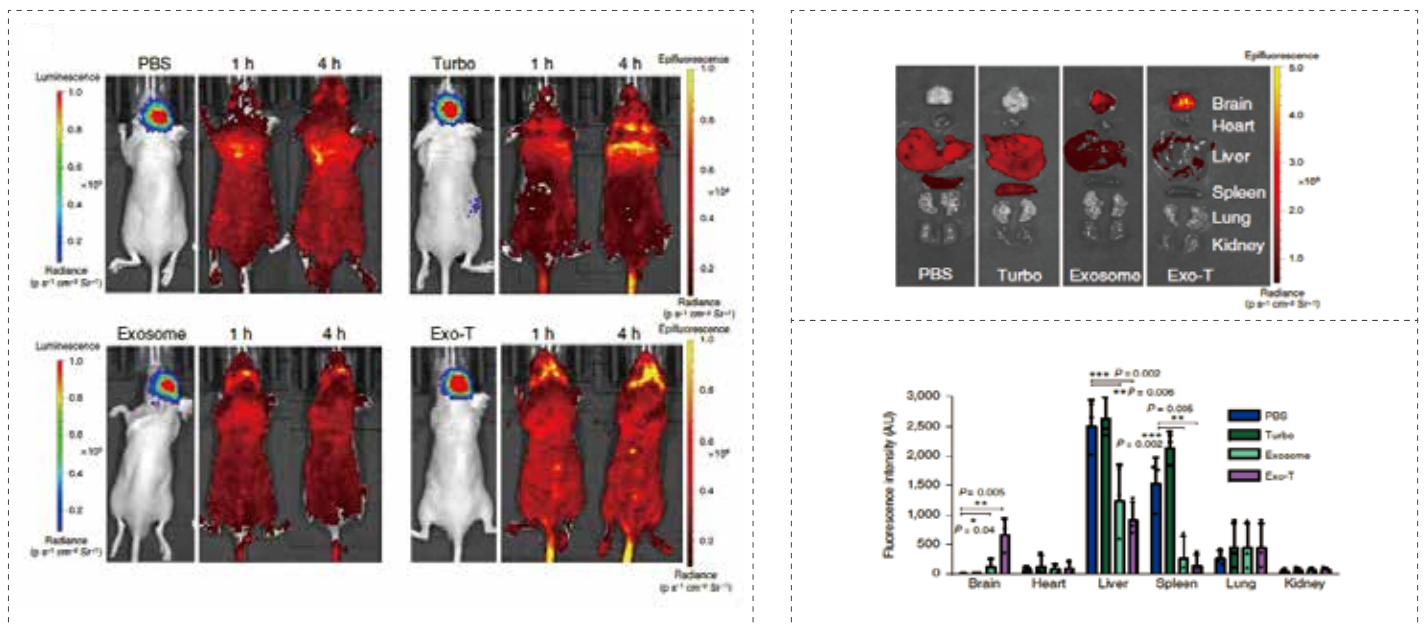 PBS 1 h 4 h
Luminescence
1.0
0.8
0.6
×10⁶
0.4
0.2
Radiance
(p s⁻¹ cm⁻² Sr⁻¹)
Turbo 1 h 4 h
Epifluorescence
1.0
0.8
0.6
0.4
0.2
Radiance
(p s⁻¹ cm⁻² Sr⁻¹)
Exosome 1 h 4 h
Luminescence
1.0
0.8
0.6
0.4
0.2
Radiance
(p s⁻¹ cm⁻² Sr⁻¹)
Exo-T 1 h 4 h
Epifluorescence
1.0
0.8
0.6
0.4
0.2
Radiance
(p s⁻¹ cm⁻² Sr⁻¹)
Epifluorescence
5.0
4.0
3.0
2.0
1.0
Radiance
(p s⁻¹ cm⁻² Sr⁻¹)
Brain
Heart
Liver
Spleen
Lung
Kidney
PBS Turbo Exosome Exo-T
Fluorescence intensity (AU)
3,000
2,500
2,000
1,500
1,000
500
0
P = 0.005
**
*
P = 0.04
*** P = 0.002
** P = 0.006
P = 0.005
**
***
P = 0.002
PBS
Turbo
Exosome
Exo-T
Brain Heart Liver Spleen Lung Kidney